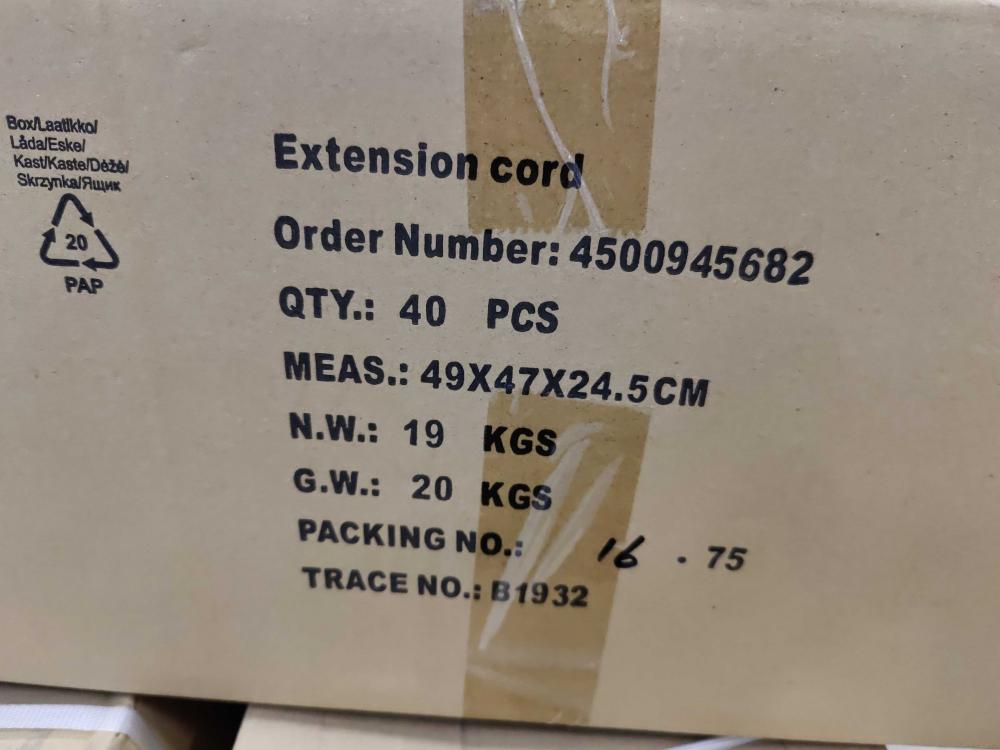 Box/Laatikko/
Låda/Eske/
Kast/Kaste/Dėžė/
Skrzynka/Ящик
20
PAP
Extension cord
Order Number: 4500945682
QTY.: 40 PCS
MEAS.: 49X47X24.5CM
N.W.: 19 KGS
G.W.: 20 KGS
PACKING NO.: 16 . 75
TRACE NO.: B1932